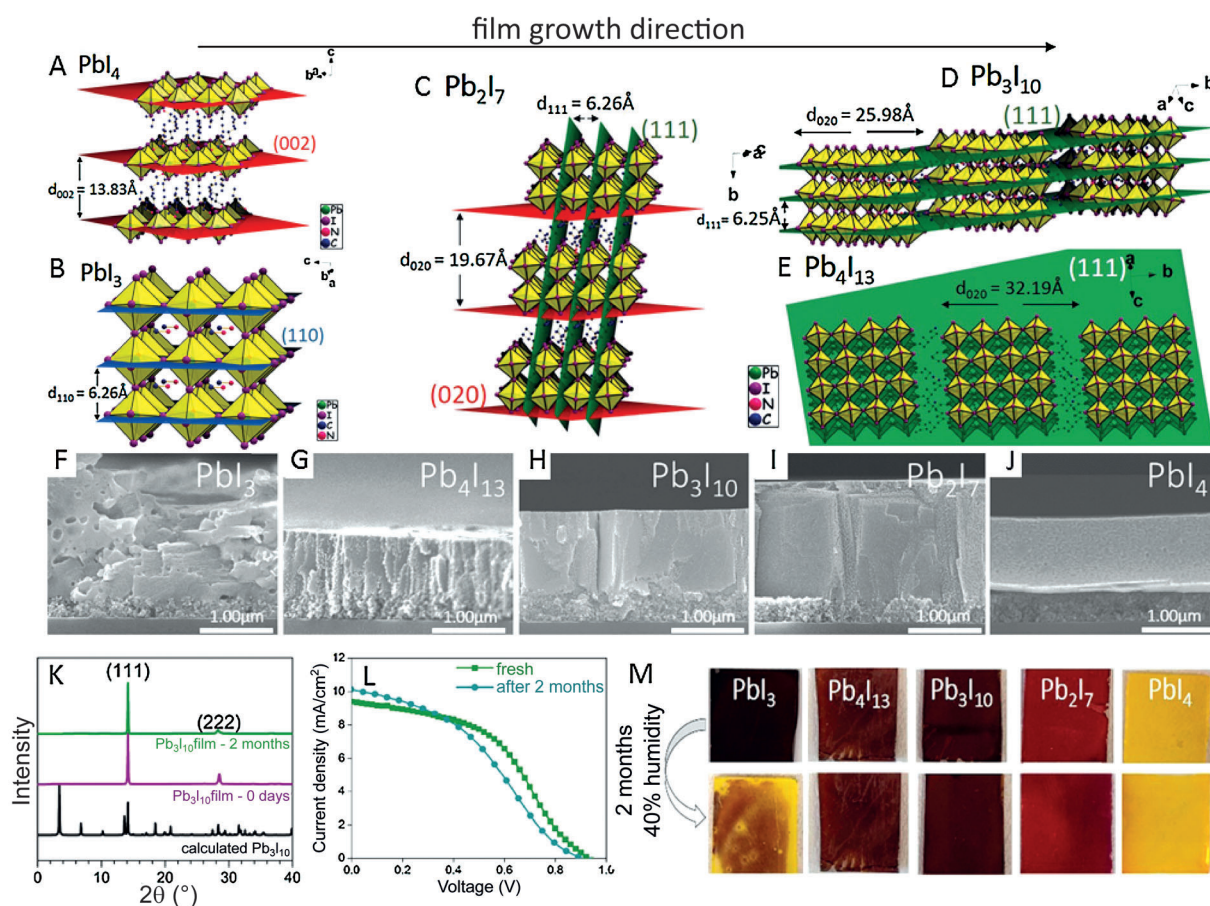 film growth direction
A PbI₄
c
b a
(002)
d₀₀₂ = 13.83Å
Pb
I
N
C
B PbI₃
c
b
a
(110)
d₁₁₀ = 6.26Å
Pb
I
N
C
C Pb₂I₇
d₁₁₁ = 6.26Å
(111)
a
b
d₀₂₀ = 19.67Å
(020)
D Pb₃I₁₀
a c b
d₀₂₀ = 25.98Å
(111)
d₁₁₁ = 6.25Å
E Pb₄I₁₃
(111)
a
b
c
d₀₂₀ = 32.19Å
Pb
I
N
C
F PbI₃
1.00µm
G Pb₄I₁₃
1.00µm
H Pb₃I₁₀
1.00µm
I Pb₂I₇
1.00µm
J PbI₄
1.00µm
K
(111)
(222)
Pb₃I₁₀film - 2 months
Pb₃I₁₀film - 0 days
calculated Pb₃I₁₀
Intensity
0 10 20 30 40
2θ (°)
L
fresh
after 2 months
Current density (mA/cm²)
12
10
8
6
4
2
0
0.0 0.2 0.4 0.6 0.8 1.0
Voltage (V)
M
PbI₃ Pb₄I₁₃ Pb₃I₁₀ Pb₂I₇ PbI₄
2 months
40% humidity